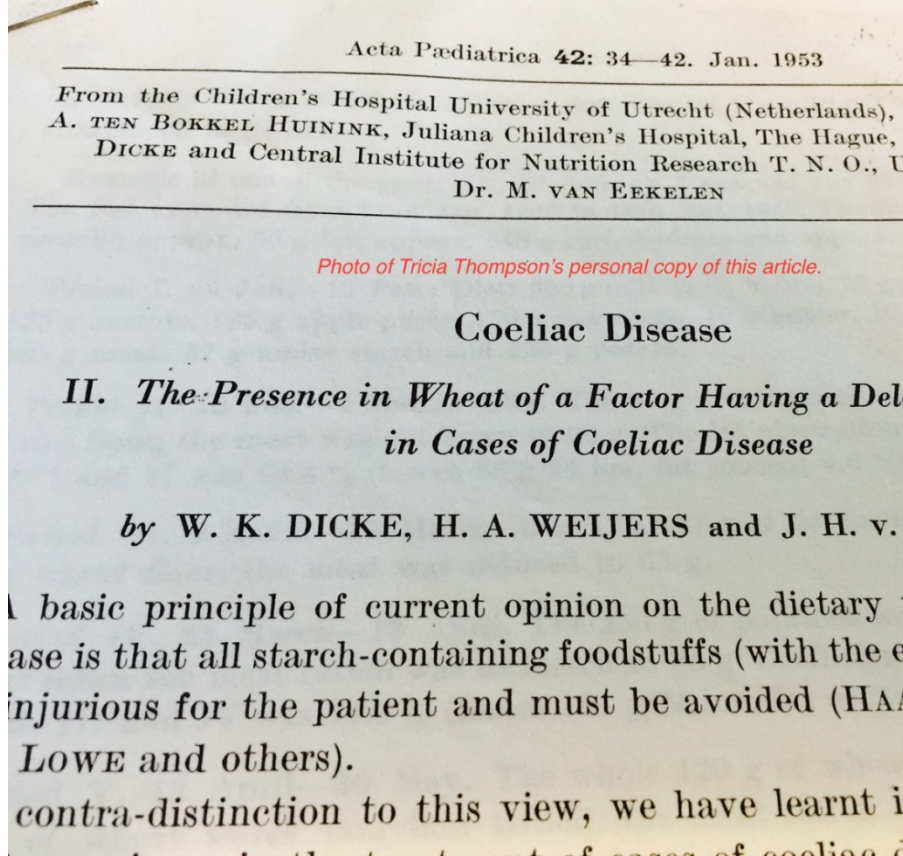 Acta Pædiatrica 42: 34—42. Jan. 1953
From the Children's Hospital University of Utrecht (Netherlands),
A. TEN BOKKEL HUININK, Juliana Children's Hospital, The Hague,
DICKE and Central Institute for Nutrition Research T. N. O., U
Dr. M. VAN EEKELEN
Photo of Tricia Thompson's personal copy of this article.
Coeliac Disease
II. The Presence in Wheat of a Factor Having a Del
in Cases of Coeliac Disease
by W. K. DICKE, H. A. WEIJERS and J. H. v.
A basic principle of current opinion on the dietary
ase is that all starch-containing foodstuffs (with the e
injurious for the patient and must be avoided (HAA
LOWE and others).
contra-distinction to this view, we have learnt i
of cases of coeliac